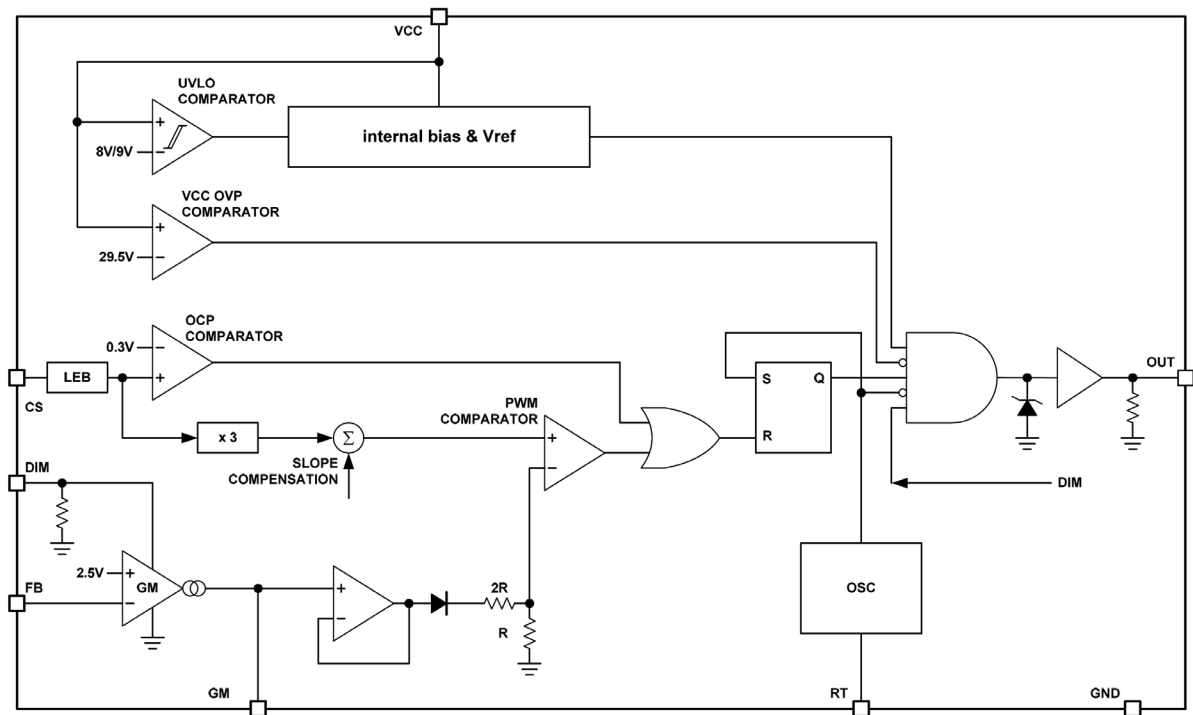 VCC
UVLO
COMPARATOR
+
8V/9V
−
internal bias & Vref
VCC OVP
COMPARATOR
+
29.5V
−
OCP
COMPARATOR
0.3V
−
+
LEB
CS
x 3
Σ
SLOPE
COMPENSATION
PWM
COMPARATOR
+
−
S
Q
R
OUT
DIM
DIM
2.5V
+
GM
−
FB
+
−
2R
R
OSC
GM
RT
GND